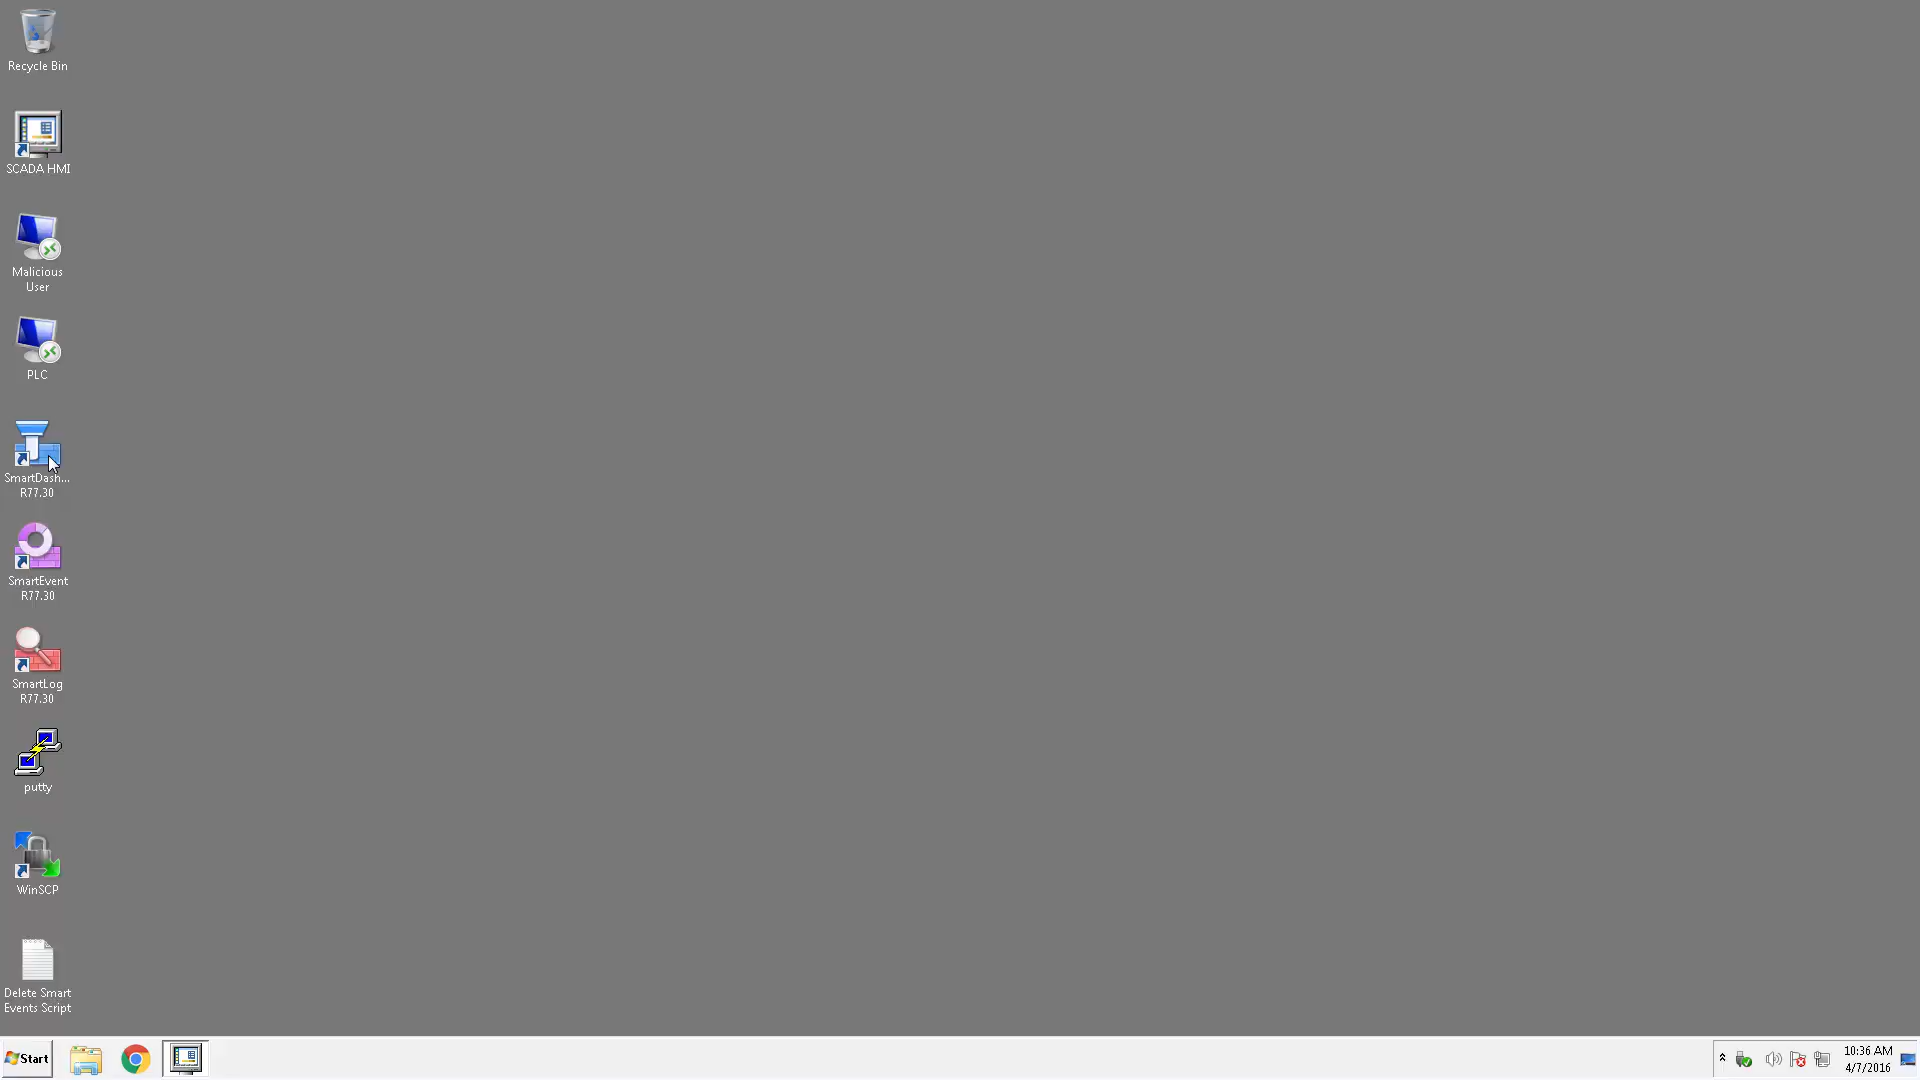 Recycle Bin
SCADA HMI
Malicious
User
PLC
SmartDash...
R77.30
SmartEvent
R77.30
SmartLog
R77.30
putty
WinSCP
Delete Smart
Events Script
Start
10:36 AM
4/7/2016